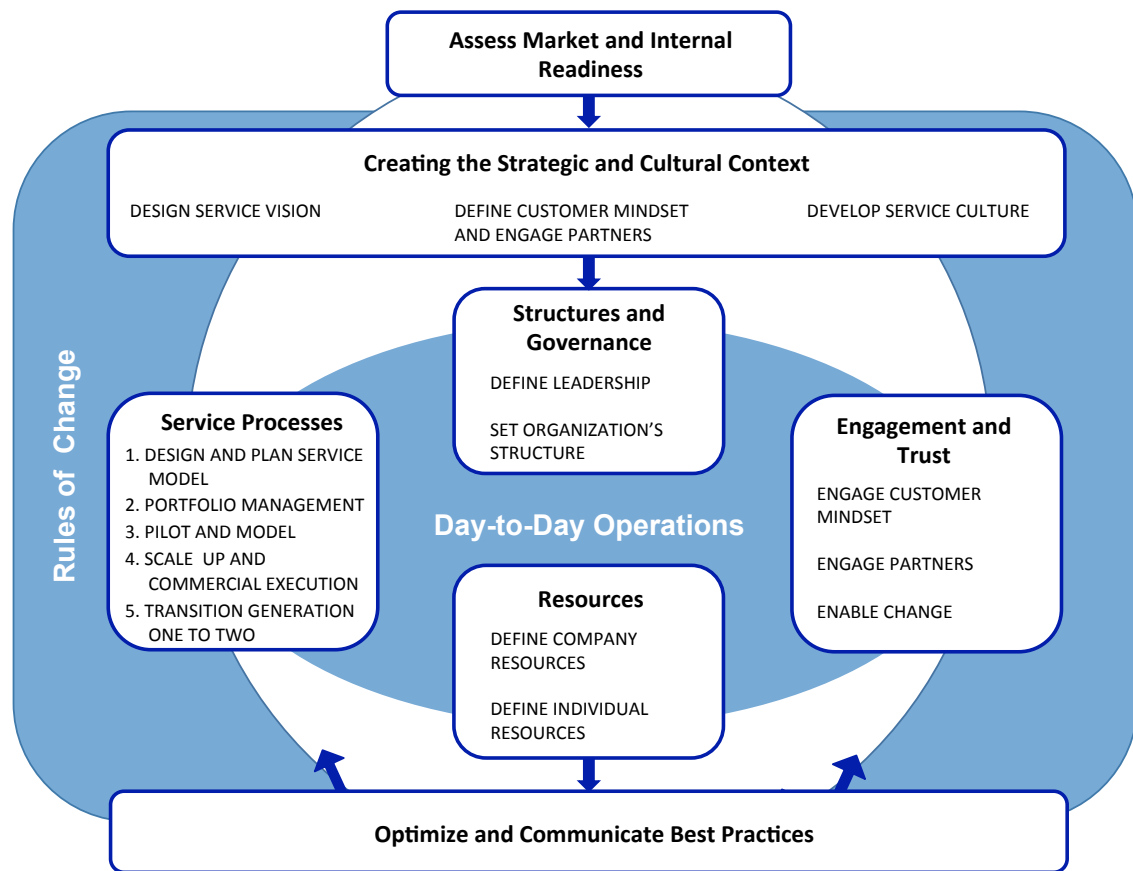 Assess Market and Internal
Readiness
Creating the Strategic and Cultural Context
DESIGN SERVICE VISION
DEFINE CUSTOMER MINDSET
AND ENGAGE PARTNERS
DEVELOP SERVICE CULTURE
Rules of Change
Structures and
Governance
DEFINE LEADERSHIP
SET ORGANIZATION’S
STRUCTURE
Service Processes
1. DESIGN AND PLAN SERVICE
MODEL
2. PORTFOLIO MANAGEMENT
3. PILOT AND MODEL
4. SCALE UP AND
COMMERCIAL EXECUTION
5. TRANSITION GENERATION
ONE TO TWO
Day-to-Day Operations
Engagement and
Trust
ENGAGE CUSTOMER
MINDSET
ENGAGE PARTNERS
ENABLE CHANGE
Resources
DEFINE COMPANY
RESOURCES
DEFINE INDIVIDUAL
RESOURCES
Optimize and Communicate Best Practices